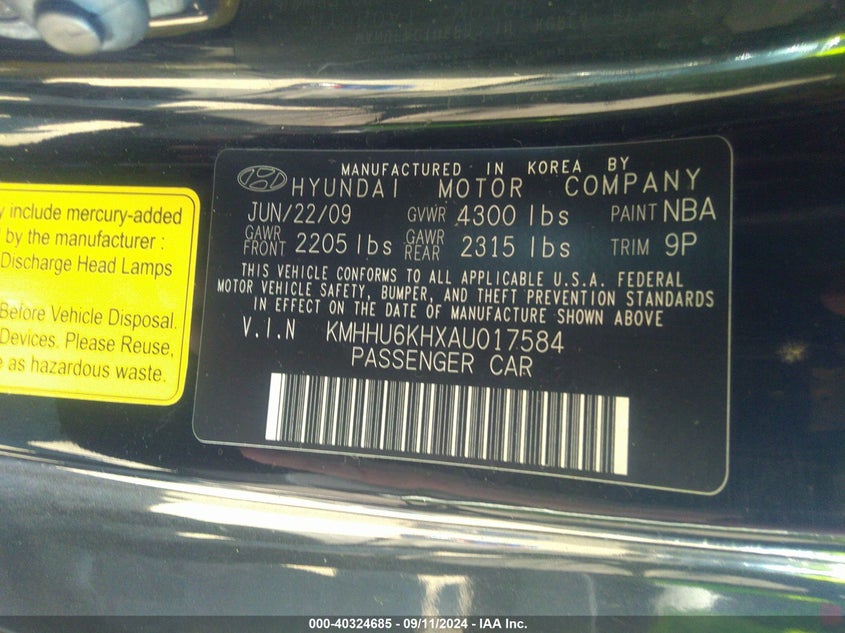 MANUFACTURED IN KOREA BY
HYUNDAI MOTOR COMPANY
JUN/22/09 GVWR 4300 lbs PAINT NBA
GAWR FRONT 2205 lbs GAWR REAR 2315 lbs TRIM 9P
THIS VEHICLE CONFORMS TO ALL APPLICABLE U.S.A. FEDERAL
MOTOR VEHICLE SAFETY, BUMPER, AND THEFT PREVENTION STANDARDS
IN EFFECT ON THE DATE OF MANUFACTURE SHOWN ABOVE
V.I.N KMHHU6KHXAU017584
PASSENGER CAR
include mercury-added
by the manufacturer :
Discharge Head Lamps
Before Vehicle Disposal.
Devices. Please Reuse,
as hazardous waste.
000-40324685 - 09/11/2024 - IAA Inc.